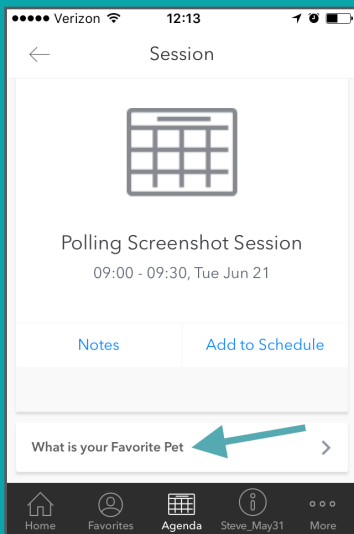 Verizon 12:13
Session
Polling Screenshot Session
09:00 - 09:30, Tue Jun 21
Notes Add to Schedule
What is your Favorite Pet
Home Favorites Agenda Steve_May31 More